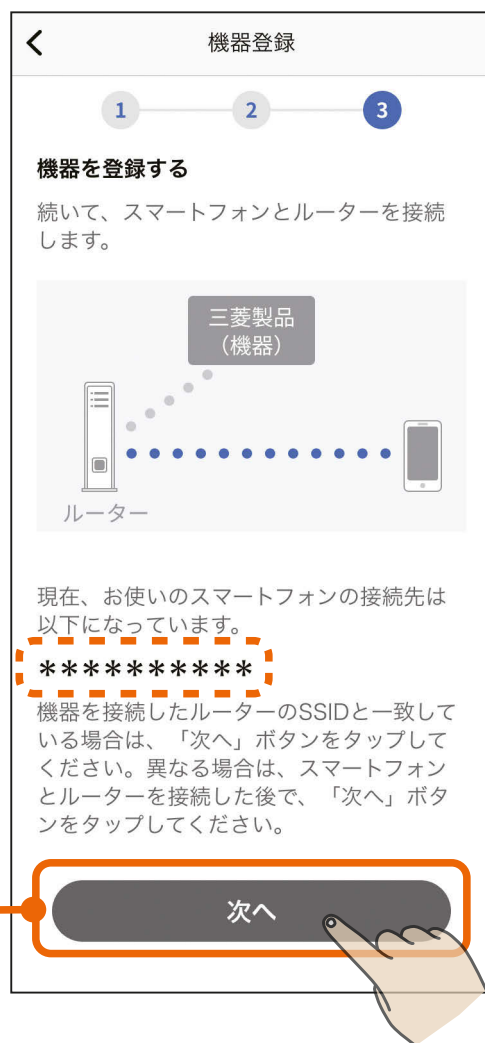 機器登録
1 2 3
機器を登録する
続いて、スマートフォンとルーターを接続
します。
三菱製品
（機器）
ルーター
現在、お使いのスマートフォンの接続先は
以下になっています。
**********
機器を接続したルーターのSSIDと一致して
いる場合は、「次へ」ボタンをタップして
ください。異なる場合は、スマートフォン
とルーターを接続した後で、「次へ」ボタ
ンをタップしてください。
次へ